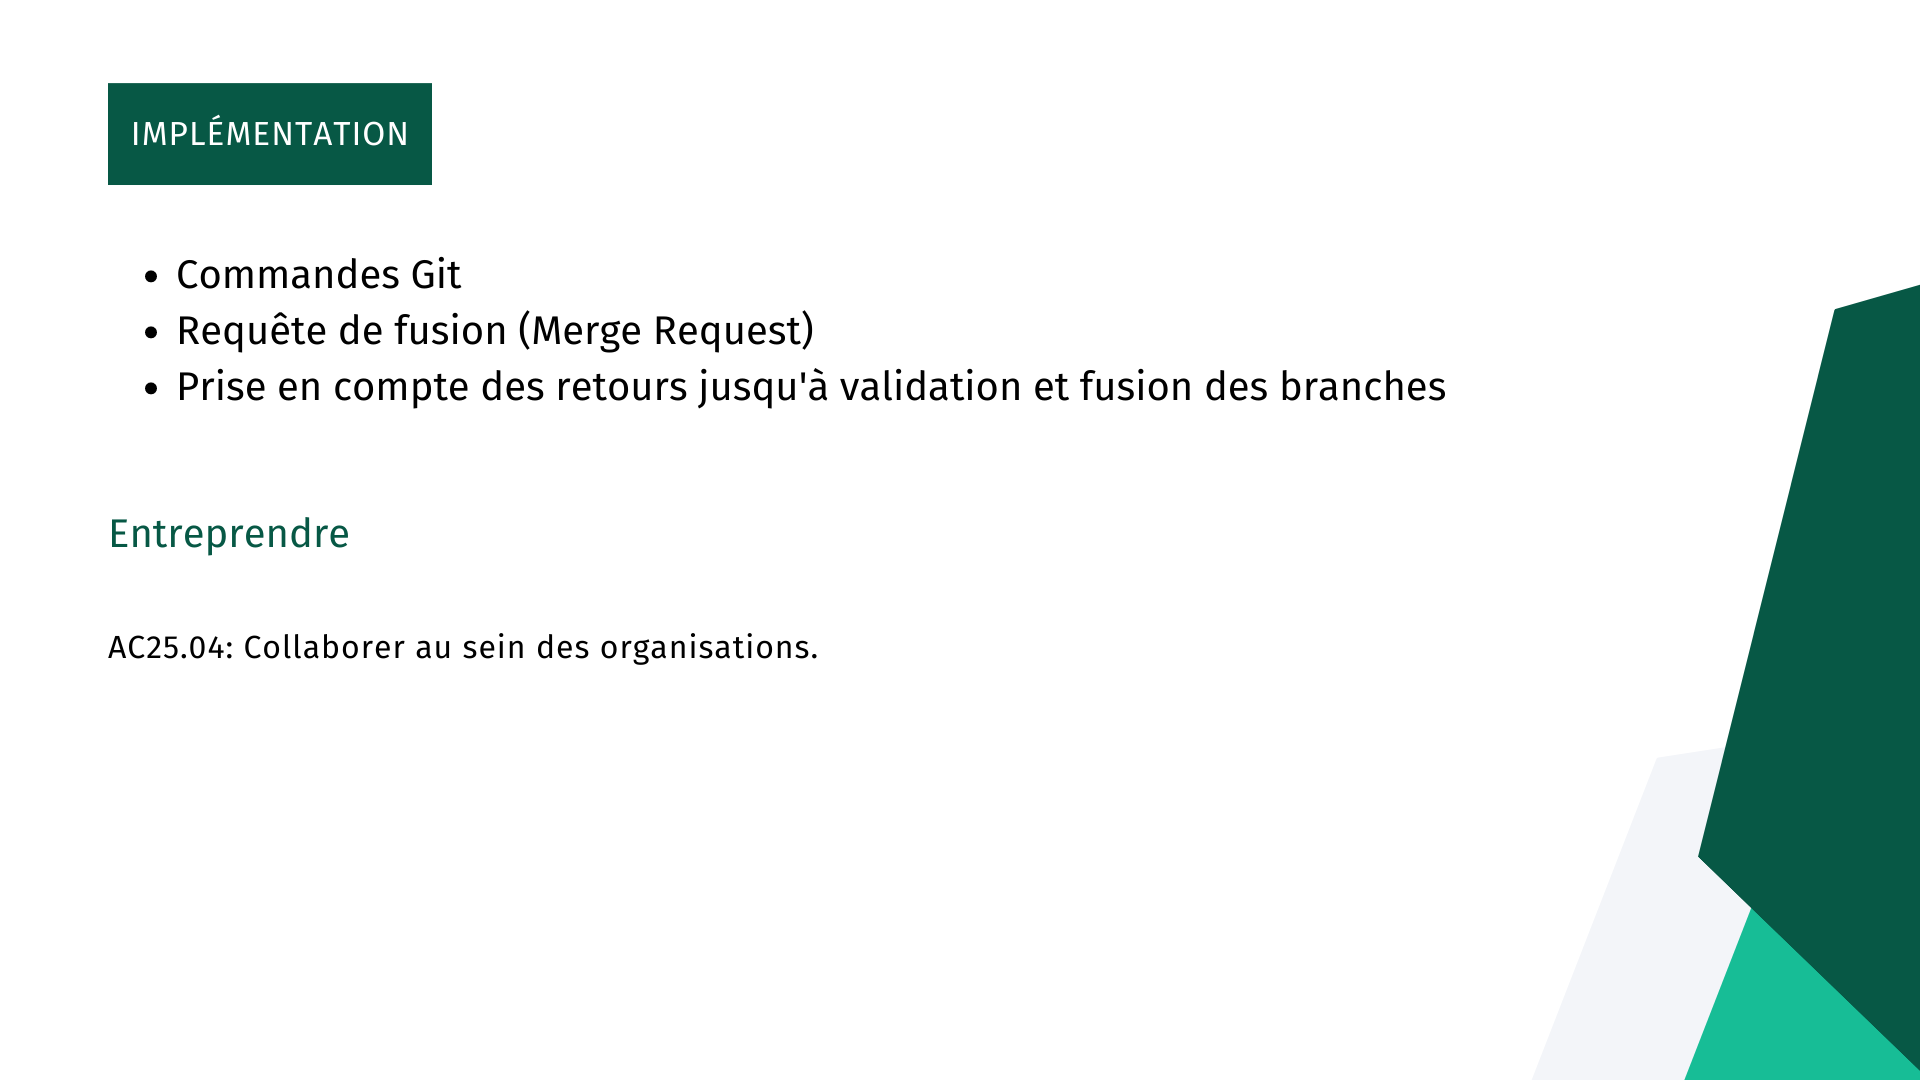 IMPLÉMENTATION
• Commandes Git
• Requête de fusion (Merge Request)
• Prise en compte des retours jusqu'à validation et fusion des branches
Entreprendre
AC25.04: Collaborer au sein des organisations.